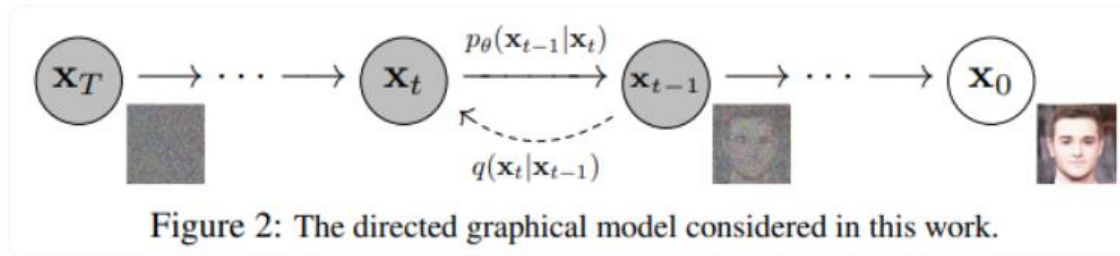 p_θ(x_{t−1}|x_t)
x_T ⟶ ··· ⟶ x_t ⟶ x_{t−1} ⟶ ··· ⟶ x_0
q(x_t|x_{t−1})
Figure 2: The directed graphical model considered in this work.